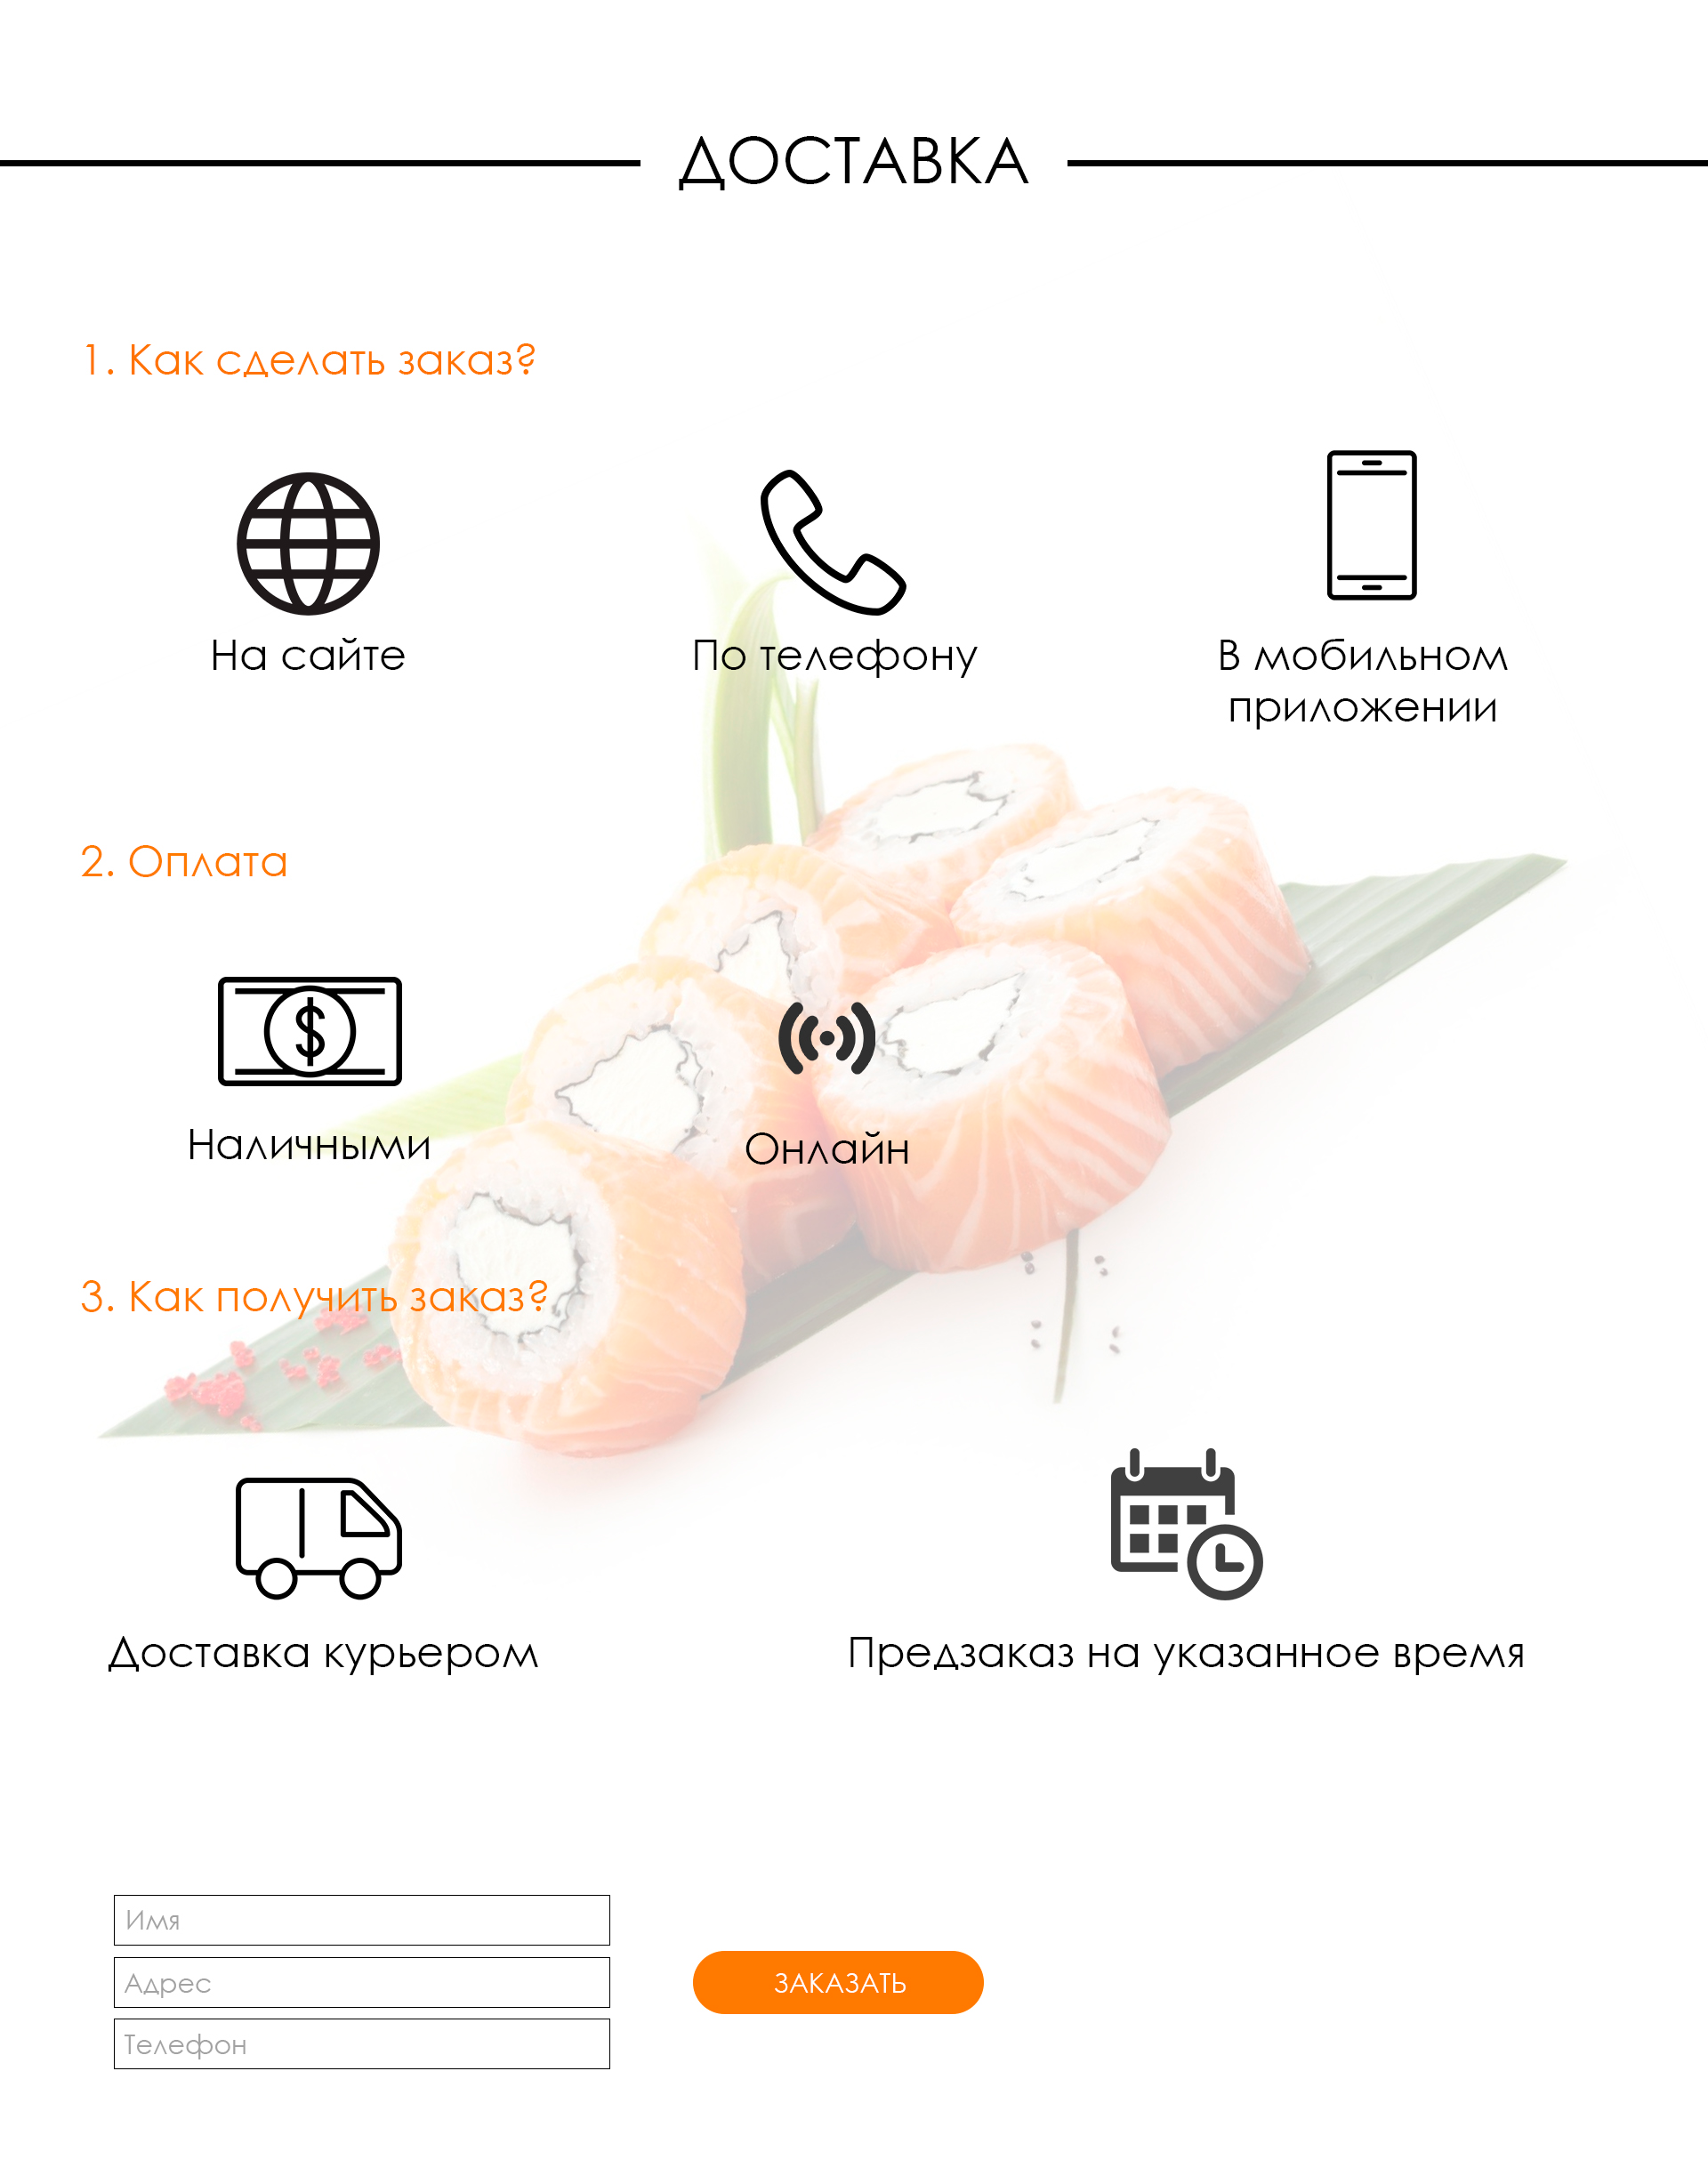 ДОСТАВКА
1. Как сделать заказ?
На сайте
По телефону
В мобильном
приложении
2. Оплата
$
Наличными
Онлайн
3. Как получить заказ?
Доставка курьером
Предзаказ на указанное время
Имя
Адрес
Телефон
ЗАКАЗАТЬ